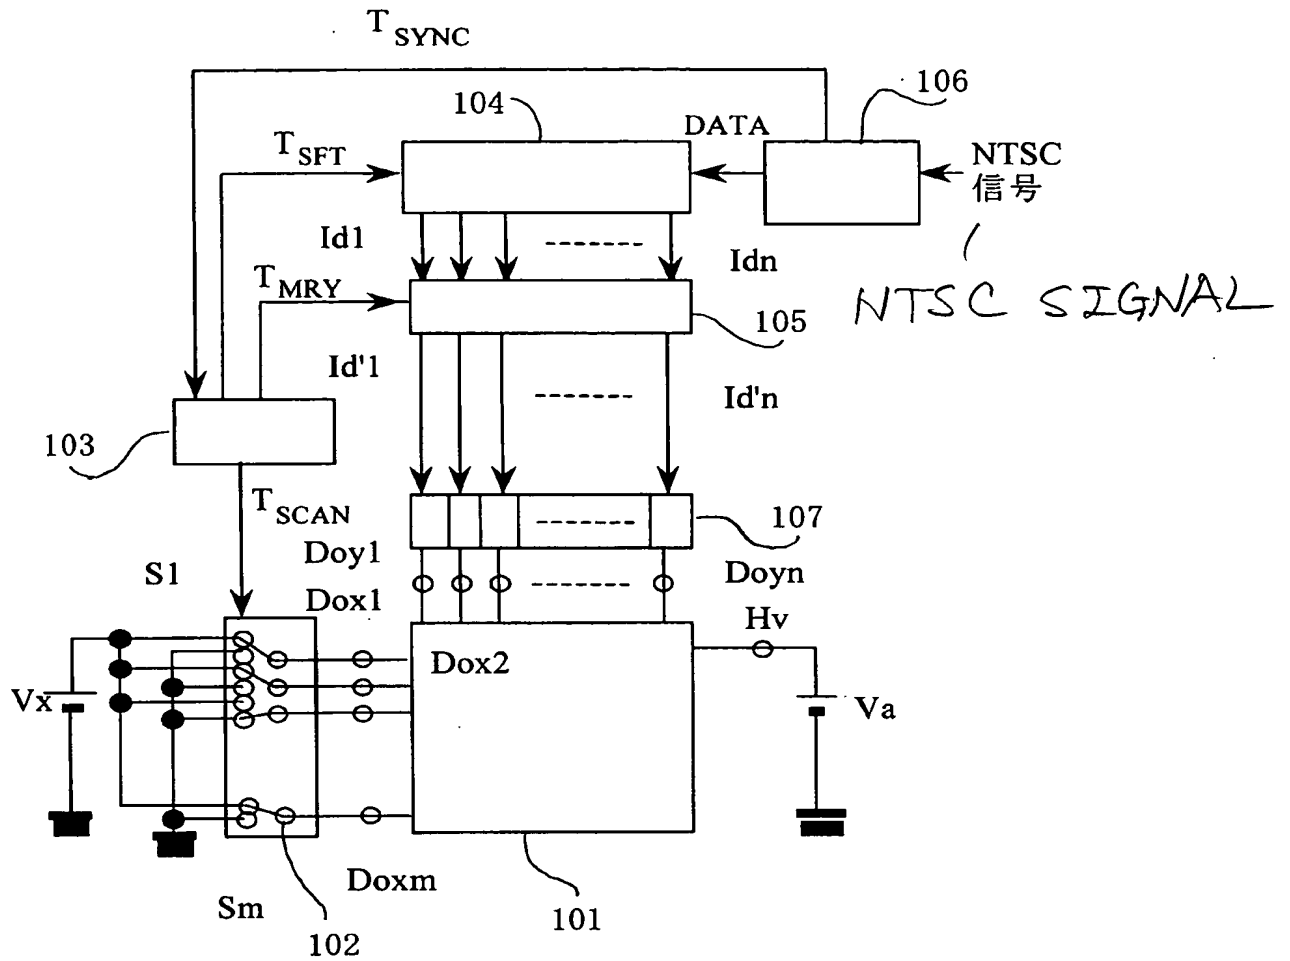 T SYNC
106
104
DATA
T SFT
NTSC
信号
Id1
Idn
T MRY
NTSC SIGNAL
105
Id'1
Id'n
103
T SCAN
107
Doy1
Doyn
S1
Dox1
Hv
Dox2
Vx
Va
Doxm
Sm
101
102